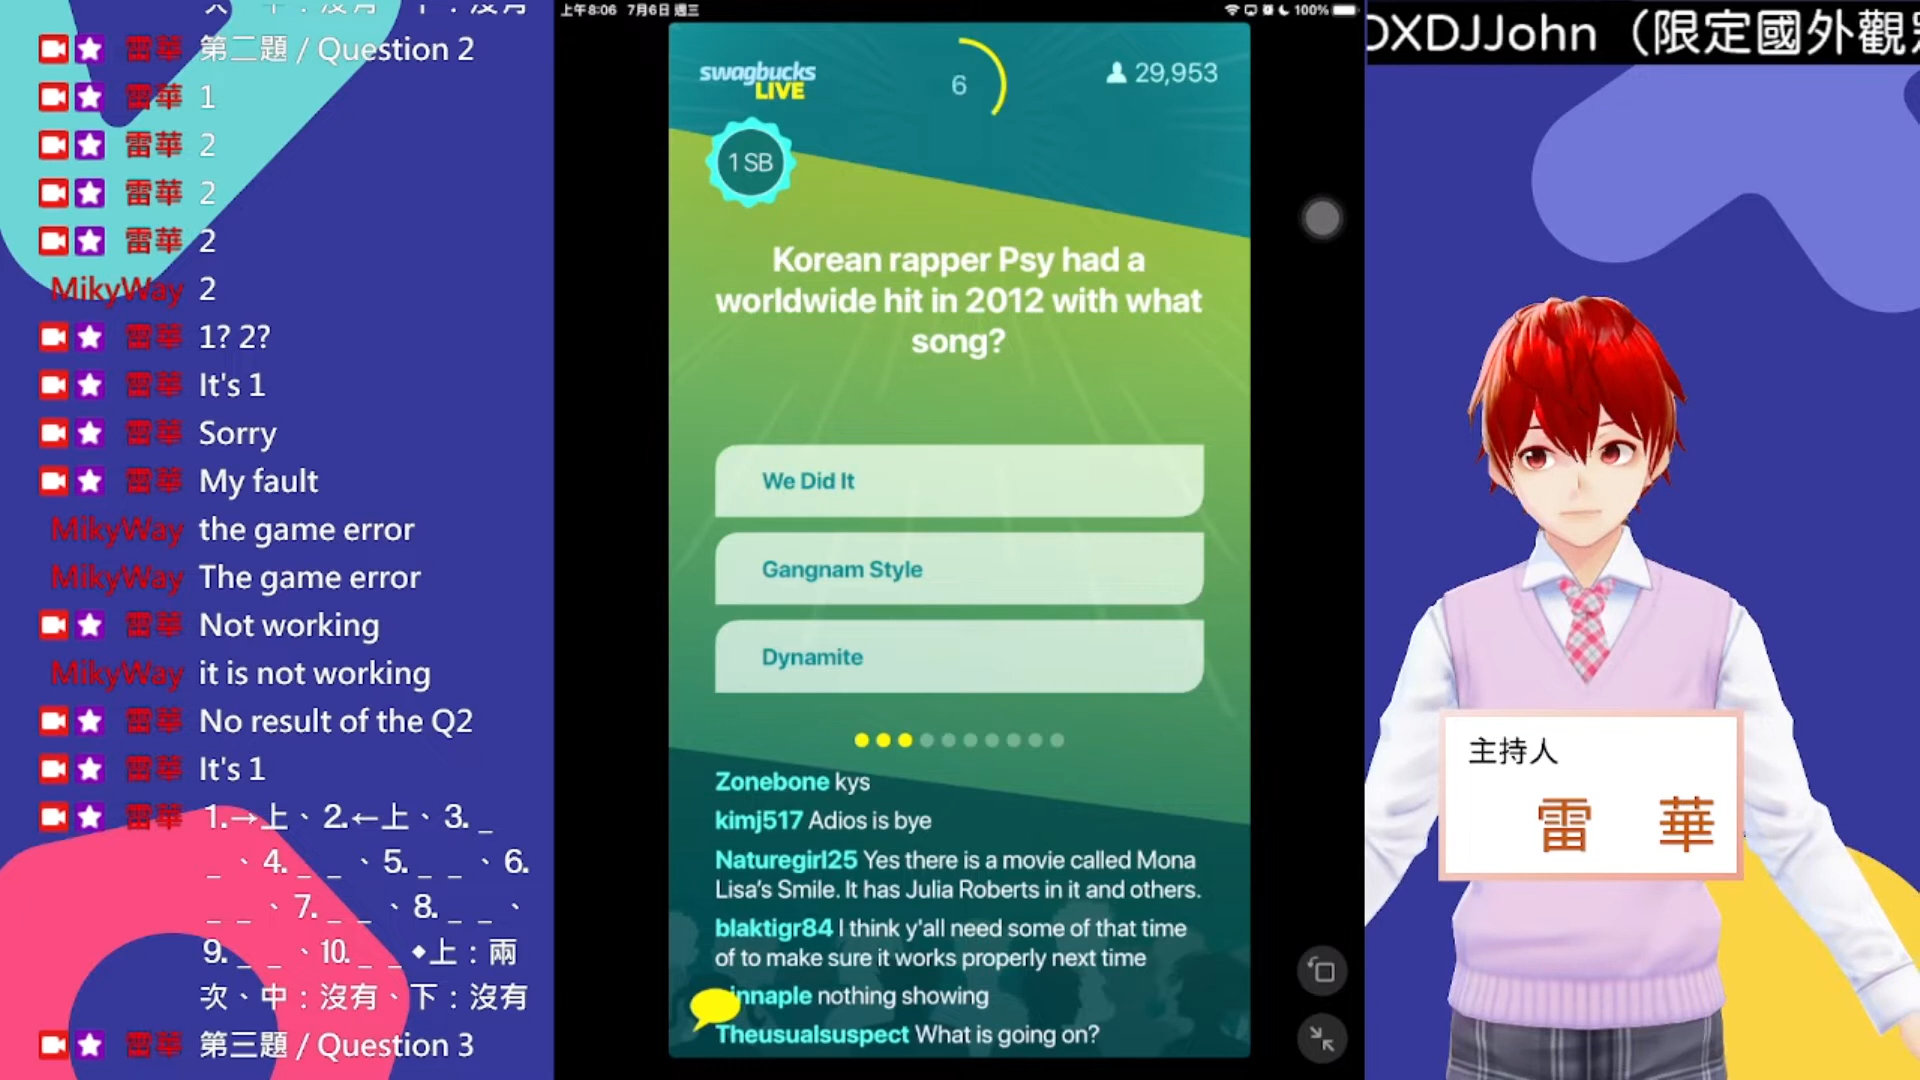 第二題 / Question 2
雷華 1
雷華 2
雷華 2
雷華 2
MikyWay 2
雷華 1? 2?
雷華 It's 1
雷華 Sorry
雷華 My fault
MikyWay the game error
MikyWay The game error
雷華 Not working
MikyWay it is not working
雷華 No result of the Q2
雷華 It's 1
雷華 1.→上、2.←上、3. _
_ 、4. _ _ 、5. _ _ 、6.
_ _ 、7. _ _ 、8. _ _ 、
9. _ _ 、10. _ _ ◆上：兩
次、中：沒有、下：沒有
雷華 第三題 / Question 3
上午8:06 7月6日 週三
100%
swagbucks
LIVE
6
29,953
1 SB
Korean rapper Psy had a
worldwide hit in 2012 with what
song?
We Did It
Gangnam Style
Dynamite
Zonebone kys
kimj517 Adios is bye
Naturegirl25 Yes there is a movie called Mona
Lisa's Smile. It has Julia Roberts in it and others.
blaktigr84 I think y'all need some of that time
of to make sure it works properly next time
innaple nothing showing
Theusualsuspect What is going on?
OXDJJohn（限定國外觀
主持人
雷 華